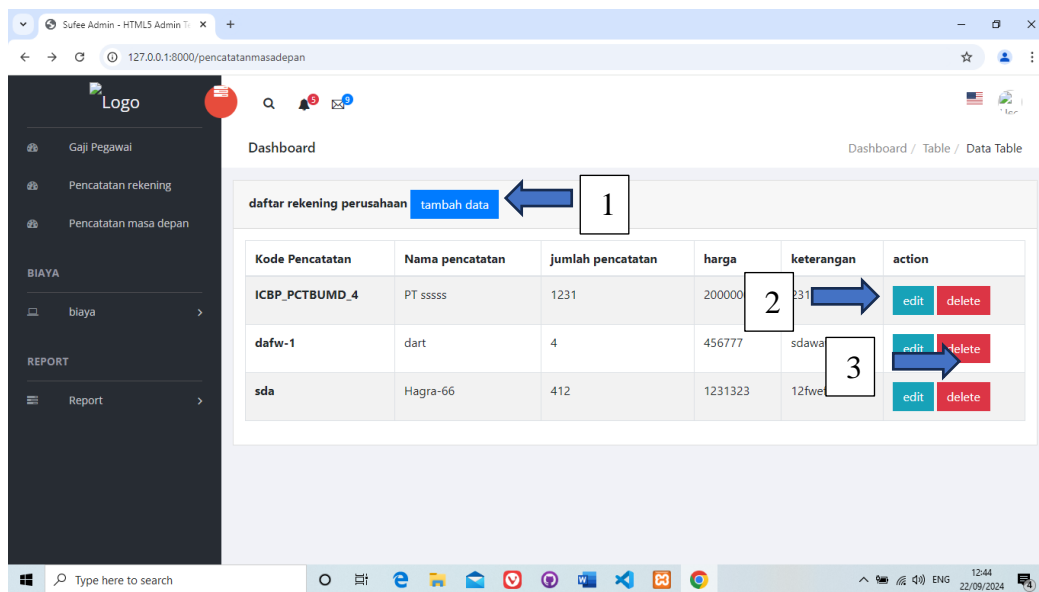 Sufee Admin - HTML5 Admin Te
127.0.0.1:8000/pencatatanmasadepan
Logo
5 9
Gaji Pegawai
Dashboard
Dashboard / Table / Data Table
Pencatatan rekening
daftar rekening perusahaan tambah data
1
Pencatatan masa depan
Kode Pencatatan Nama pencatatan jumlah pencatatan harga keterangan action
BIAYA
ICBP_PCTBUMD_4 PT sssss 1231 200000 231 edit delete
2
biaya
dafw-1 dart 4 456777 sdawa edit delete
3
REPORT
sda Hagra-66 412 1231323 edit delete
Report
Type here to search
ENG
12:44
22/09/2024
4